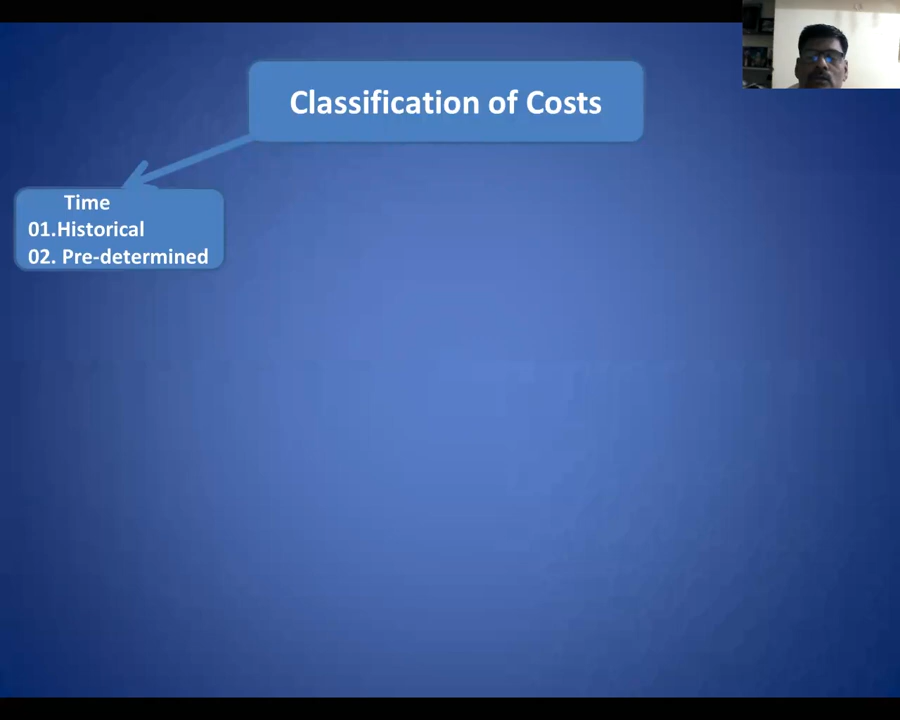 Classification of Costs
Time
01.Historical
02. Pre-determined